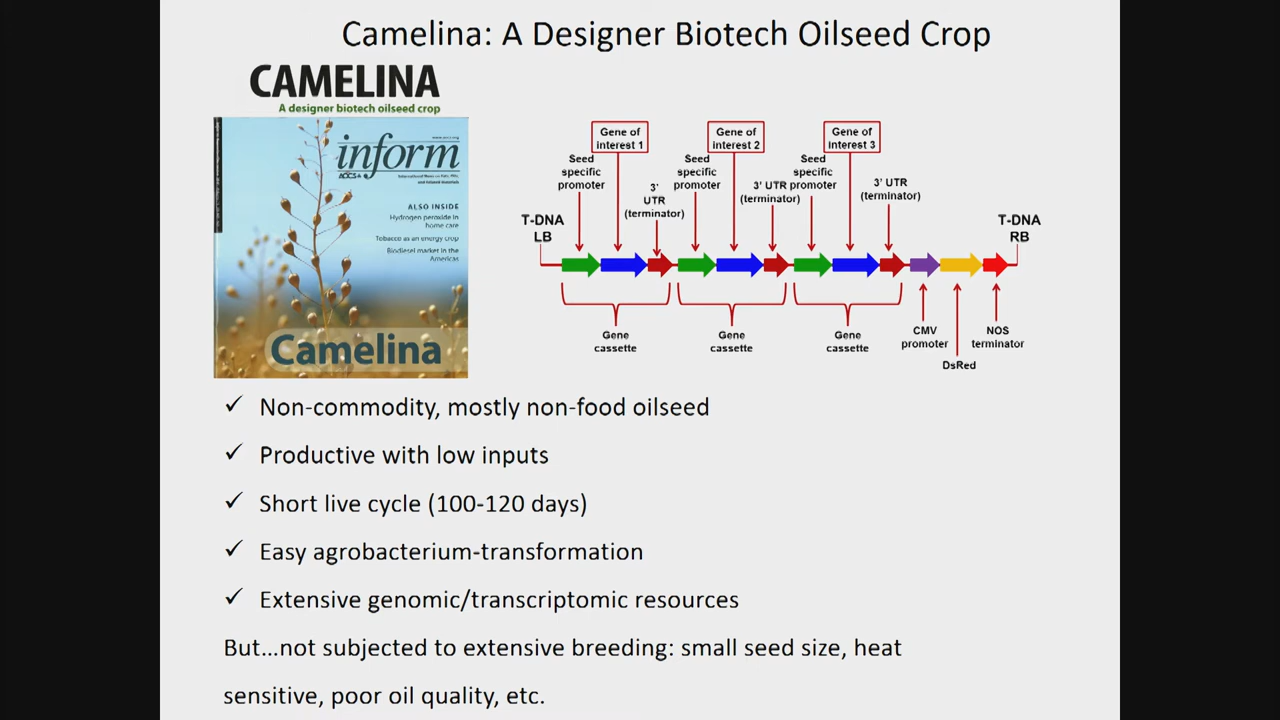 Camelina: A Designer Biotech Oilseed Crop
CAMELINA
A designer biotech oilseed crop
inform
AOCS
ALSO INSIDE
Hydrogen peroxide in
home care
Tobacco as an energy crop
Biodiesel market in the
Americas
Camelina
Gene of
interest 1
Gene of
interest 2
Gene of
interest 3
Seed
specific
promoter
3'
UTR
(terminator)
Seed
specific
promoter
3' UTR
(terminator)
Seed
specific
promoter
3' UTR
(terminator)
T-DNA
LB
T-DNA
RB
Gene
cassette
Gene
cassette
Gene
cassette
CMV
promoter
DsRed
NOS
terminator
✓ Non-commodity, mostly non-food oilseed
✓ Productive with low inputs
✓ Short live cycle (100-120 days)
✓ Easy agrobacterium-transformation
✓ Extensive genomic/transcriptomic resources
But...not subjected to extensive breeding: small seed size, heat
sensitive, poor oil quality, etc.